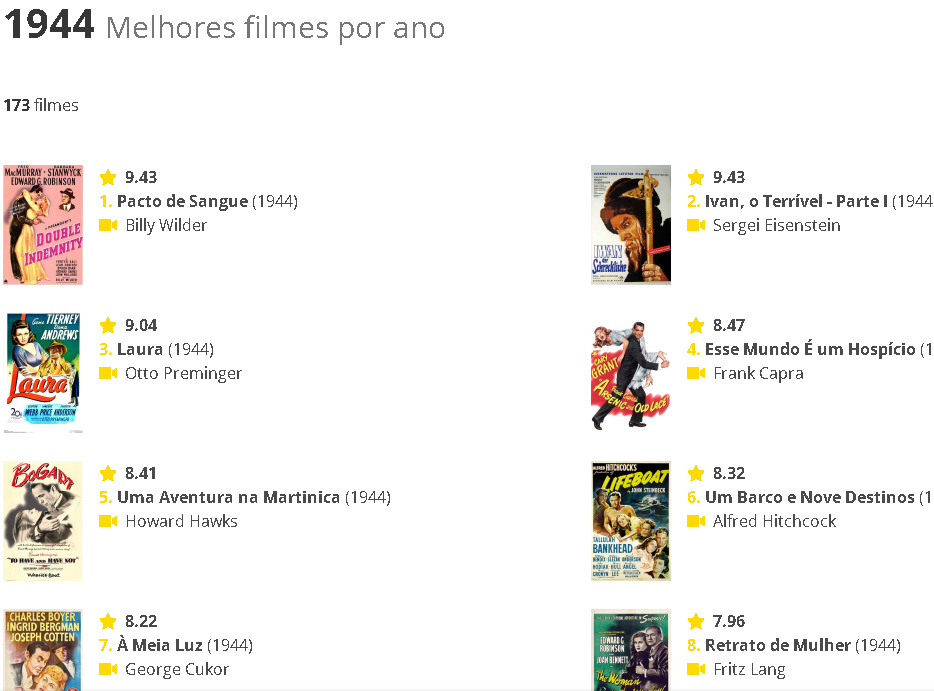 1944 Melhores filmes por ano
173 filmes
9.43
1. Pacto de Sangue (1944)
Billy Wilder
9.43
2. Ivan, o Terrível - Parte I (1944
Sergei Eisenstein
9.04
3. Laura (1944)
Otto Preminger
8.47
4. Esse Mundo É um Hospício (1
Frank Capra
8.41
5. Uma Aventura na Martinica (1944)
Howard Hawks
8.32
6. Um Barco e Nove Destinos (1
Alfred Hitchcock
8.22
7. À Meia Luz (1944)
George Cukor
7.96
8. Retrato de Mulher (1944)
Fritz Lang
MacMURRAY · STANWYCK
EDWARD G. ROBINSON
DOUBLE
INDEMNITY
IWAN
der
Schreckliche
Gene TIERNEY
Dana ANDREWS
Laura
WEBB PRICE ANDERSON
CARY
GRANT
ARSENIC AND OLD LACE
BOGART
"TO HAVE AND HAVE NOT"
ALFRED HITCHCOCK'S
LIFEBOAT
by JOHN STEINBECK
TALLULAH
BANKHEAD
CHARLES BOYER
INGRID BERGMAN
JOSEPH COTTEN
EDWARD G.
ROBINSON
JOAN BENNETT
The Woman